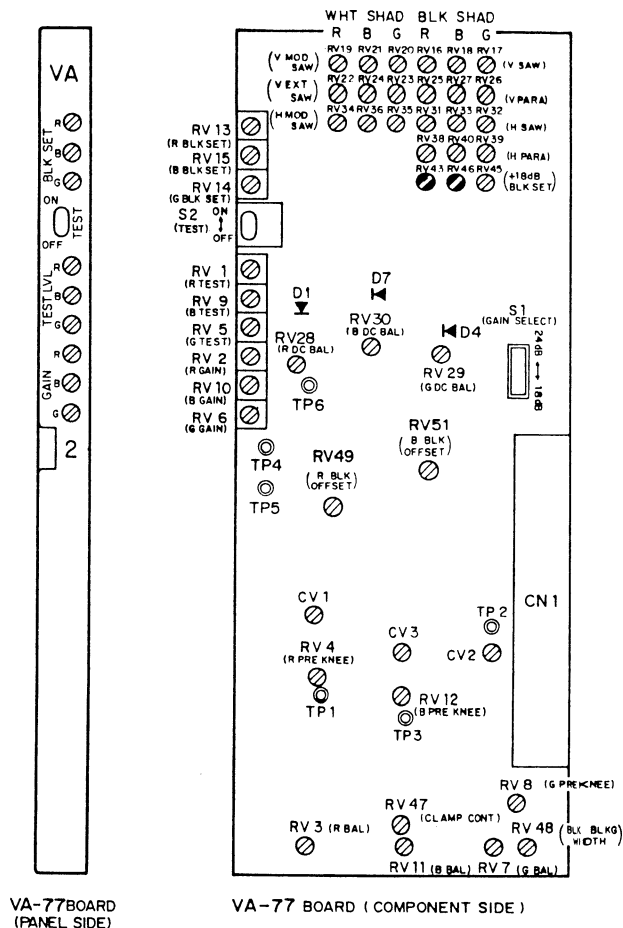 WHT SHAD BLK SHAD
R B G R B G
RV19 RV21 RV20 RV16 RV18 RV17
(V MOD SAW) (V SAW)
RV22 RV24 RV23 RV25 RV27 RV26
(V EXT SAW) (V PARA)
RV34 RV36 RV35 RV31 RV33 RV32
(H MOD SAW) (H SAW)
RV38 RV40 RV39
(H PARA)
RV43 RV46 RV45
(+18dB BLK SET)
VA
R
B
G
BLK SET
ON
OFF
TEST
R
B
G
TEST LVL
R
B
G
GAIN
2
RV 13
(R BLK SET)
RV 15
(B BLK SET)
RV 14
(G BLK SET)
S2 ON
(TEST) OFF
RV 1
(R TEST)
RV 9
(B TEST)
RV 5
(G TEST)
RV 2
(R GAIN)
RV 10
(B GAIN)
RV 6
(G GAIN)
D1
D7
D4
RV28
(R DC BAL)
RV30
(B DC BAL)
RV 29
(G DC BAL)
S1
(GAIN SELECT)
24dB
18dB
TP6
TP4
TP5
RV49
(R BLK OFFSET)
RV51
(B BLK OFFSET)
CN1
CV 1
RV 4
(R PRE KNEE)
TP1
CV3
RV 12
(B PRE KNEE)
TP3
TP 2
CV2
RV 8 (G PRE KNEE)
RV 47
(CLAMP CONT)
RV 3 (R BAL)
RV 48 (BLK BLKG WIDTH)
RV 11 (B BAL)
RV 7 (G BAL)
VA-77 BOARD
(PANEL SIDE)
VA-77 BOARD (COMPONENT SIDE)